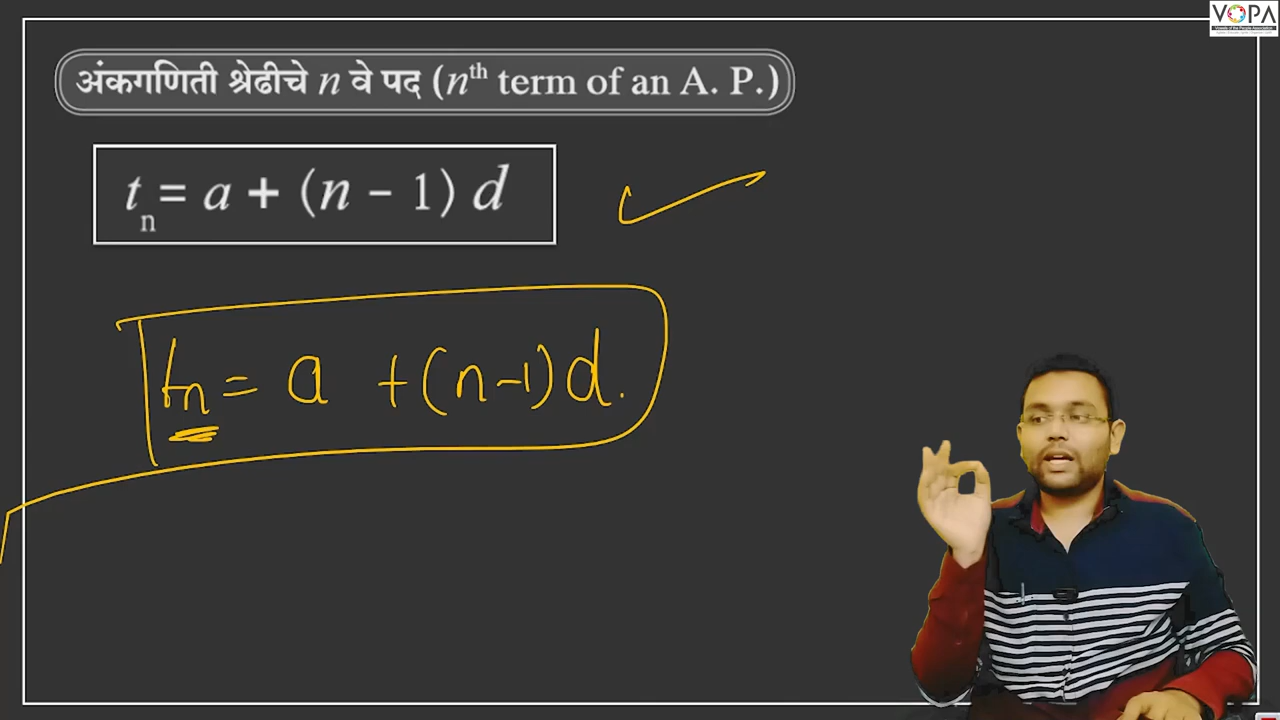 VOPA
अंकगणिती श्रेढीचे n वे पद (nth term of an A. P.)
tn = a + (n − 1) d
tn = a + (n-1) d.